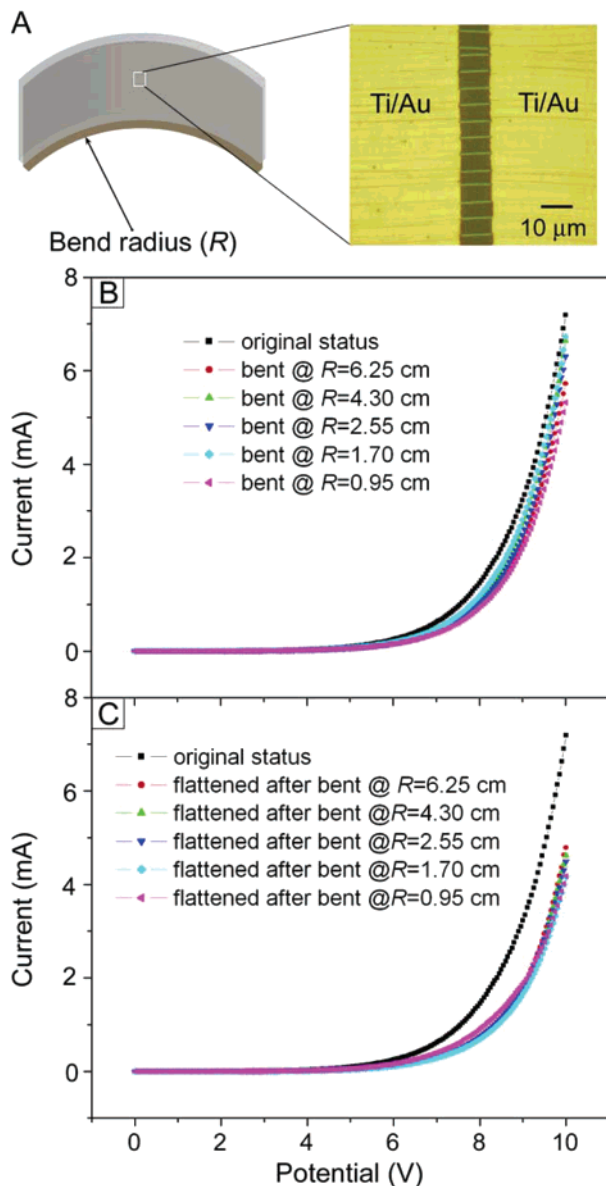 A
Ti/Au
Ti/Au
10 μm
Bend radius (R)
B
8
6
4
2
0
Current (mA)
original status
bent @ R=6.25 cm
bent @ R=4.30 cm
bent @ R=2.55 cm
bent @ R=1.70 cm
bent @ R=0.95 cm
C
8
6
4
2
0
Current (mA)
original status
flattened after bent @ R=6.25 cm
flattened after bent @R=4.30 cm
flattened after bent @R=2.55 cm
flattened after bent @R=1.70 cm
flattened after bent @R=0.95 cm
0 2 4 6 8 10
Potential (V)